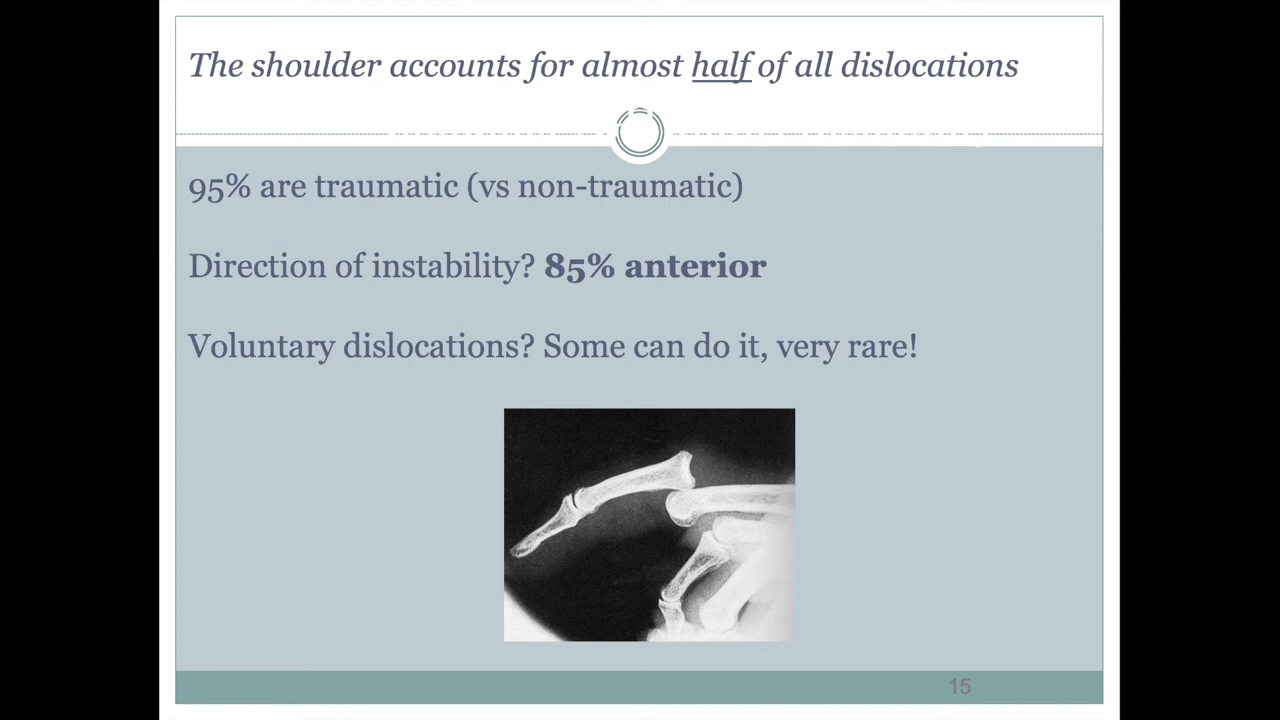 The shoulder accounts for almost half of all dislocations
95% are traumatic (vs non-traumatic)
Direction of instability? 85% anterior
Voluntary dislocations? Some can do it, very rare!
15